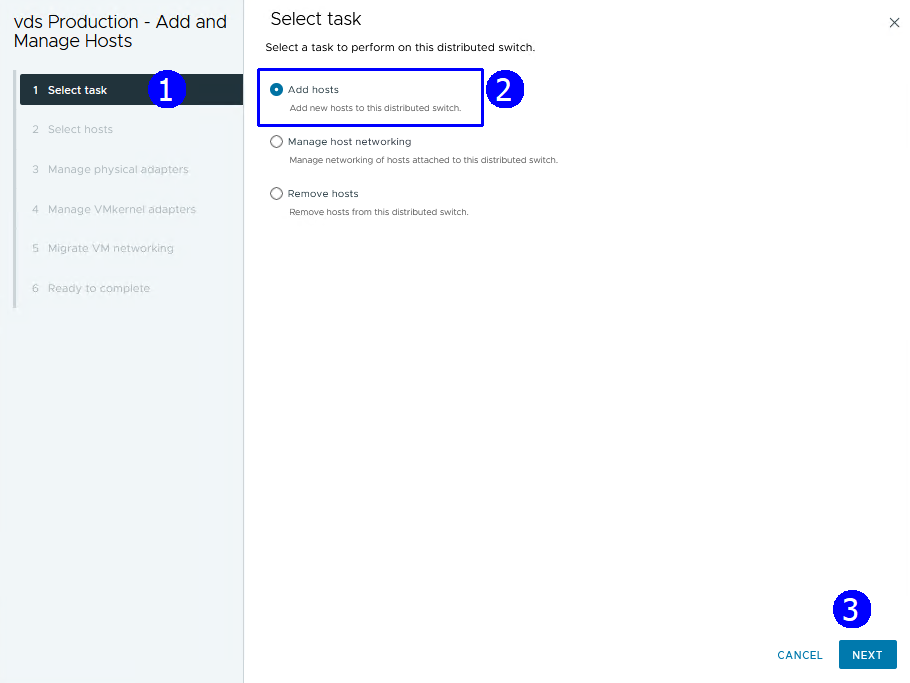 vds Production - Add and
Manage Hosts
1 Select task
1
2 Select hosts
3 Manage physical adapters
4 Manage VMkernel adapters
5 Migrate VM networking
6 Ready to complete
Select task
Select a task to perform on this distributed switch.
Add hosts
Add new hosts to this distributed switch.
2
Manage host networking
Manage networking of hosts attached to this distributed switch.
Remove hosts
Remove hosts from this distributed switch.
3
CANCEL NEXT